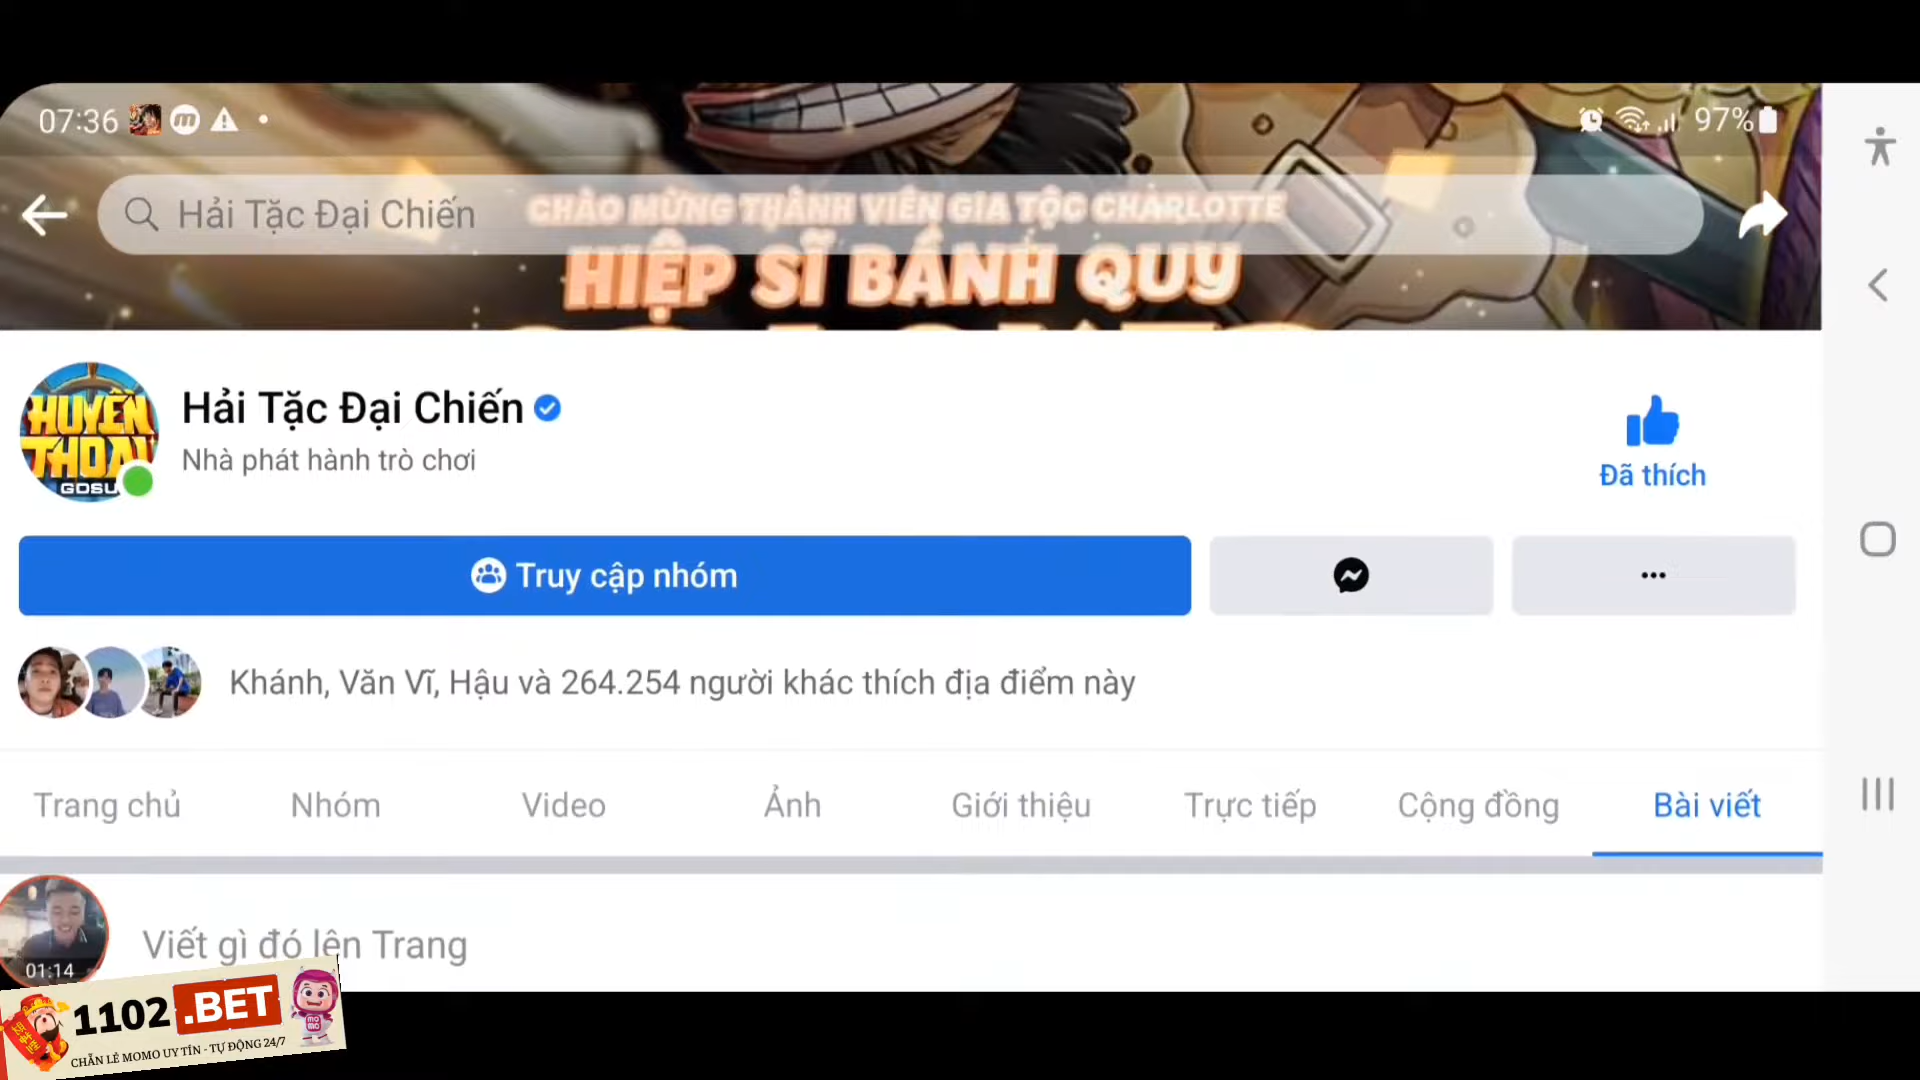 07:36
97%
Hải Tặc Đại Chiến
CHÀO MỪNG THÀNH VIÊN GIA TỘC CHARLOTTE
HIỆP SĨ BÁNH QUY
HUYỀN THOẠI
GOSU
Hải Tặc Đại Chiến
Nhà phát hành trò chơi
Đã thích
Truy cập nhóm
Khánh, Văn Vĩ, Hậu và 264.254 người khác thích địa điểm này
Trang chủ
Nhóm
Video
Ảnh
Giới thiệu
Trực tiếp
Cộng đồng
Bài viết
Viết gì đó lên Trang
01:14
1102.BET
mo mo
CHẴN LẺ MOMO UY TÍN - TỰ ĐỘNG 24/7